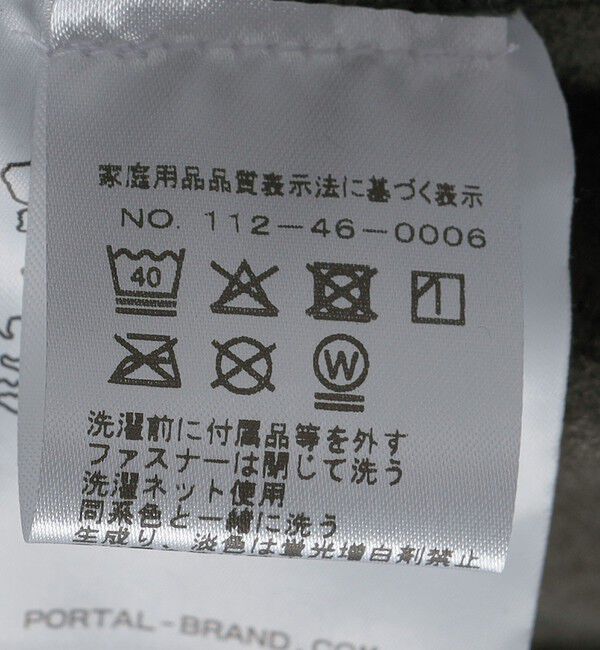 家庭用品品質表示法に基づく表示
NO. 112-46-0006
40
W
洗濯前に付属品等を外す
ファスナーは閉じて洗う
洗濯ネット使用
同系色と一緒に洗う
生成り、淡色は蛍光増白剤禁止
PORTAL-BRAND.COM